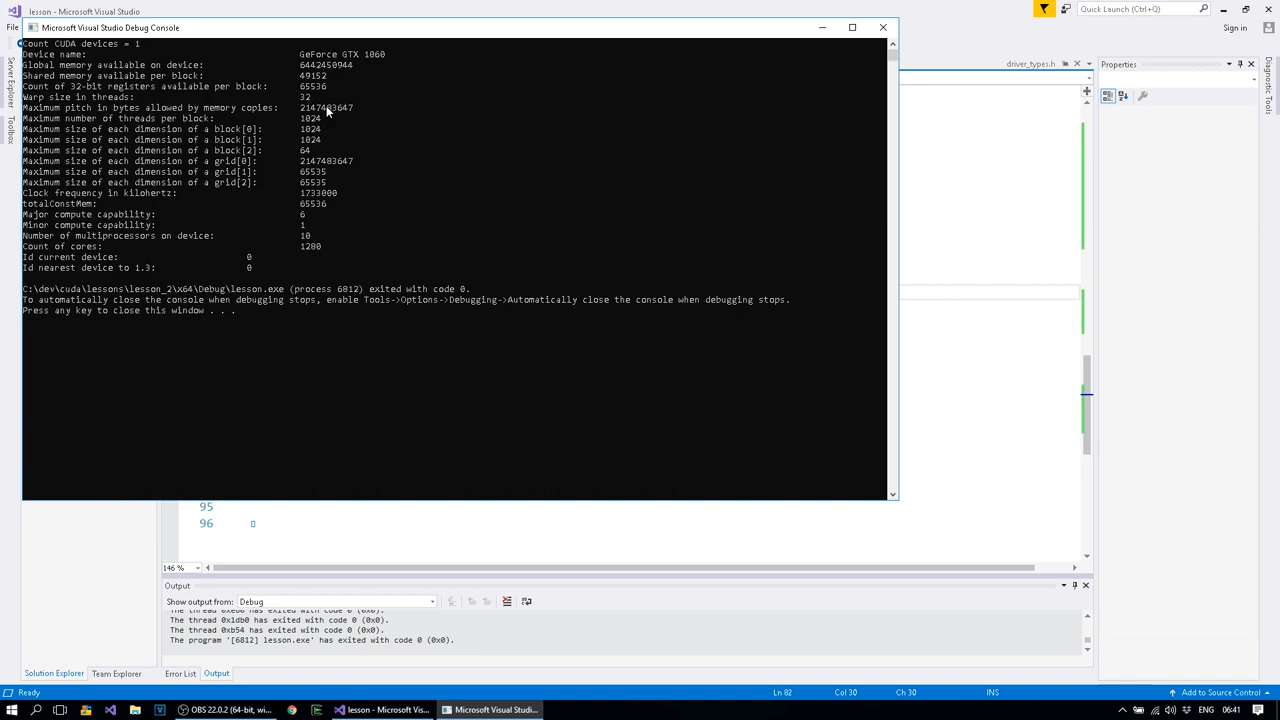 lesson - Microsoft Visual Studio
Quick Launch (Ctrl+Q)
File
Sign in
Microsoft Visual Studio Debug Console
Count CUDA devices = 1
Device name: GeForce GTX 1060
Global memory available on device: 6442450944
Shared memory available per block: 49152
Count of 32-bit registers available per block: 65536
Warp size in threads: 32
Maximum pitch in bytes allowed by memory copies: 2147483647
Maximum number of threads per block: 1024
Maximum size of each dimension of a block[0]: 1024
Maximum size of each dimension of a block[1]: 1024
Maximum size of each dimension of a block[2]: 64
Maximum size of each dimension of a grid[0]: 2147483647
Maximum size of each dimension of a grid[1]: 65535
Maximum size of each dimension of a grid[2]: 65535
Clock frequency in kilohertz: 1733000
totalConstMem: 65536
Major compute capability: 6
Minor compute capability: 1
Number of multiprocessors on device: 10
Count of cores: 1280
Id current device: 0
Id nearest device to 1.3: 0
C:\dev\cuda\lessons\lesson_2\x64\Debug\lesson.exe (process 6812) exited with code 0.
To automatically close the console when debugging stops, enable Tools->Options->Debugging->Automatically close the console when debugging stops.
Press any key to close this window . . .
Server Explorer
Toolbox
driver_types.h
Properties
Diagnostic Tools
95
96
146 %
Output
Show output from: Debug
has exited with code 0 (0x0).
The thread 0x1db0 has exited with code 0 (0x0).
The thread 0xb54 has exited with code 0 (0x0).
The program '[6812] lesson.exe' has exited with code 0 (0x0).
Solution Explorer
Team Explorer
Error List
Output
Ready
Ln 82
Col 30
Ch 30
INS
Add to Source Control
OBS 22.0.2 (64-bit, wi...
lesson - Microsoft Vis...
Microsoft Visual Studi...
ENG
06:41